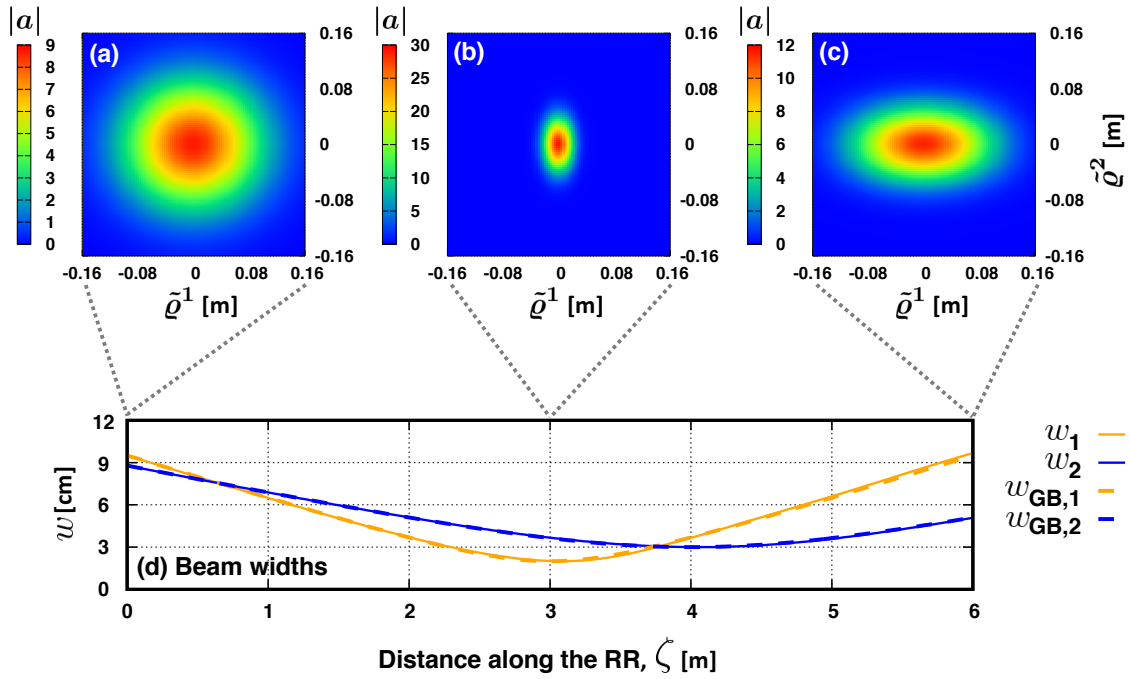 |a| |a| |a|
(a) (b) (c)
9 8 7 6 5 4 3 2 1 0
30 25 20 15 10 5 0
12 10 8 6 4 2 0
0.16 0.08 0 -0.08 -0.16
0.16 0.08 0 -0.08 -0.16
0.16 0.08 0 -0.08 -0.16
ϱ̃² [m]
-0.16 -0.08 0 0.08 0.16
-0.16 -0.08 0 0.08 0.16
-0.16 -0.08 0 0.08 0.16
ϱ̃¹ [m] ϱ̃¹ [m] ϱ̃¹ [m]
12
9
6
3
0
w [cm]
(d) Beam widths
0 1 2 3 4 5 6
Distance along the RR, ζ [m]
w₁
w₂
w_GB,1
w_GB,2